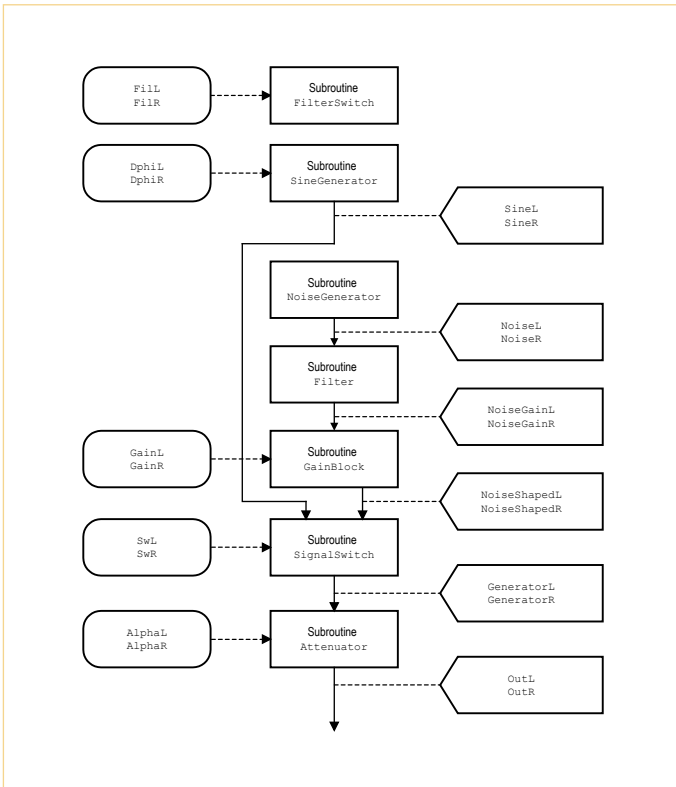 FilL
FilR
Subroutine
FilterSwitch
DphiL
DphiR
Subroutine
SineGenerator
SineL
SineR
Subroutine
NoiseGenerator
NoiseL
NoiseR
Subroutine
Filter
NoiseGainL
NoiseGainR
GainL
GainR
Subroutine
GainBlock
NoiseShapedL
NoiseShapedR
SwL
SwR
Subroutine
SignalSwitch
GeneratorL
GeneratorR
AlphaL
AlphaR
Subroutine
Attenuator
OutL
OutR